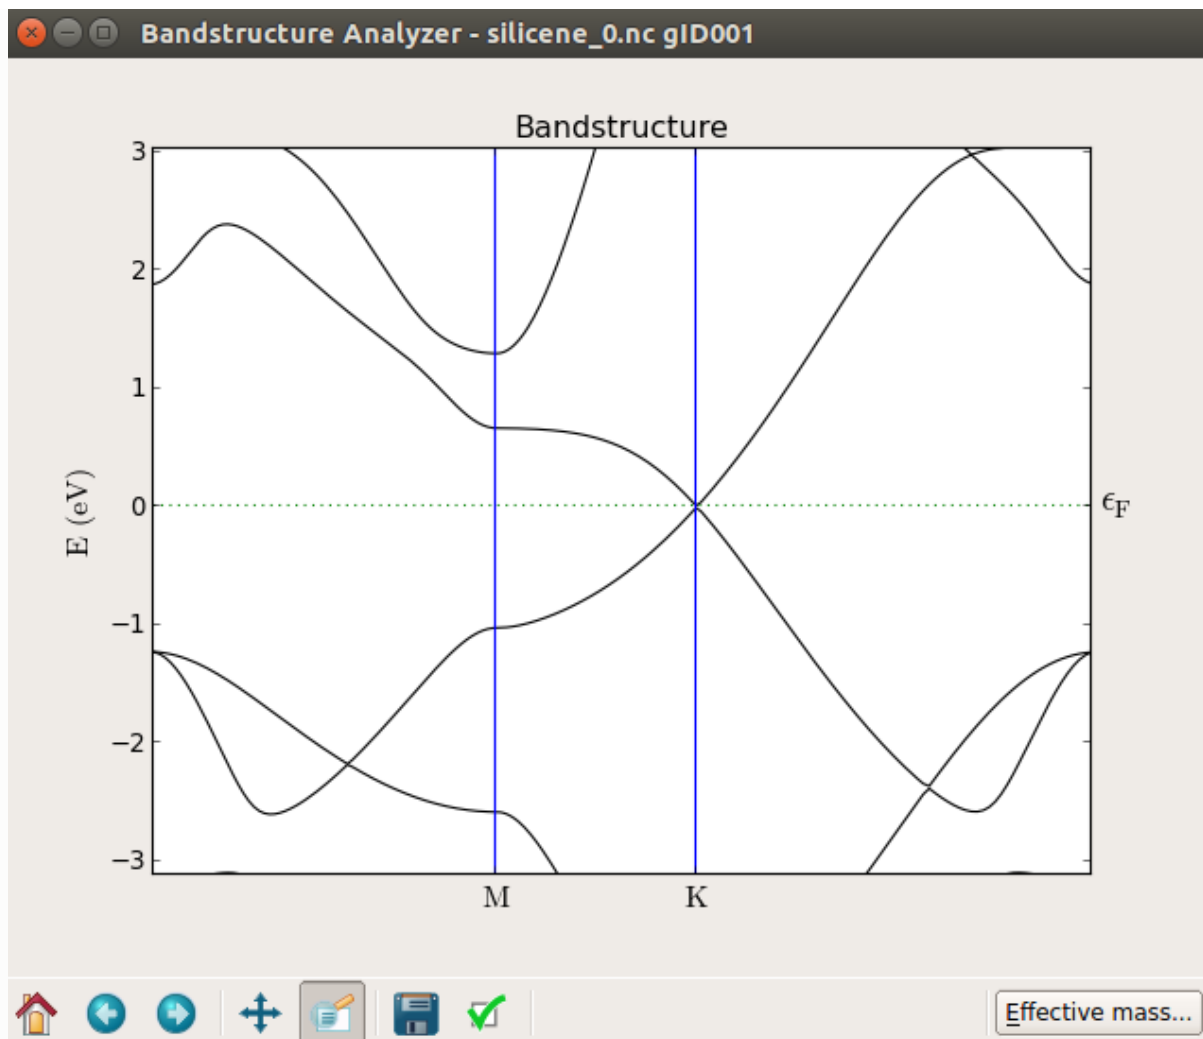 Bandstructure Analyzer - silicene_0.nc gID001
Bandstructure
3
2
1
0
−1
−2
−3
E (eV)
ϵF
M K
Effective mass...